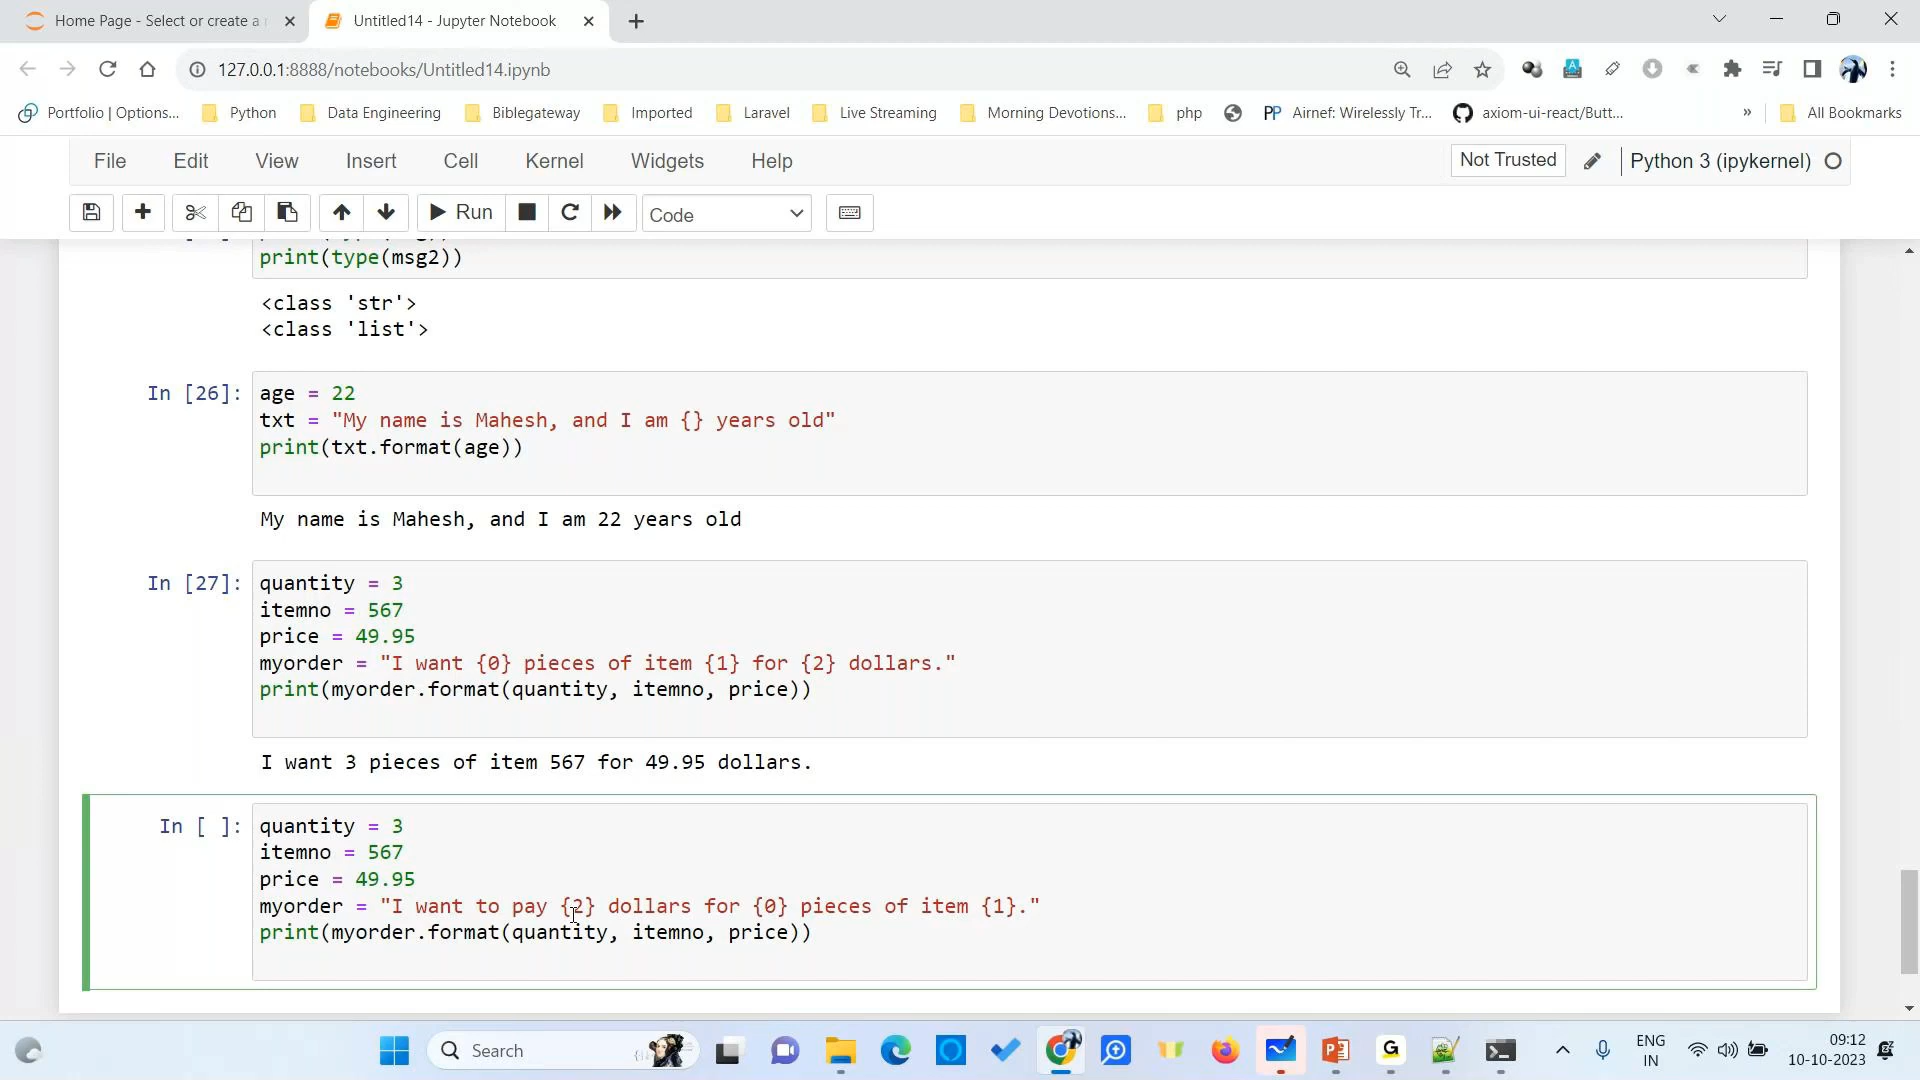 Home Page - Select or create a
Untitled14 - Jupyter Notebook
127.0.0.1:8888/notebooks/Untitled14.ipynb
Portfolio | Options...
Python
Data Engineering
Biblegateway
Imported
Laravel
Live Streaming
Morning Devotions...
php
PP
Airnef: Wirelessly Tr...
axiom-ui-react/Butt...
»
All Bookmarks
File
Edit
View
Insert
Cell
Kernel
Widgets
Help
Not Trusted
Python 3 (ipykernel)
Run
Code
print(type(msg2))
<class 'str'>
<class 'list'>
In [26]:
age = 22
txt = "My name is Mahesh, and I am {} years old"
print(txt.format(age))
My name is Mahesh, and I am 22 years old
In [27]:
quantity = 3
itemno = 567
price = 49.95
myorder = "I want {0} pieces of item {1} for {2} dollars."
print(myorder.format(quantity, itemno, price))
I want 3 pieces of item 567 for 49.95 dollars.
In [ ]:
quantity = 3
itemno = 567
price = 49.95
myorder = "I want to pay {2} dollars for {0} pieces of item {1}."
print(myorder.format(quantity, itemno, price))
Search
ENG
IN
09:12
10-10-2023